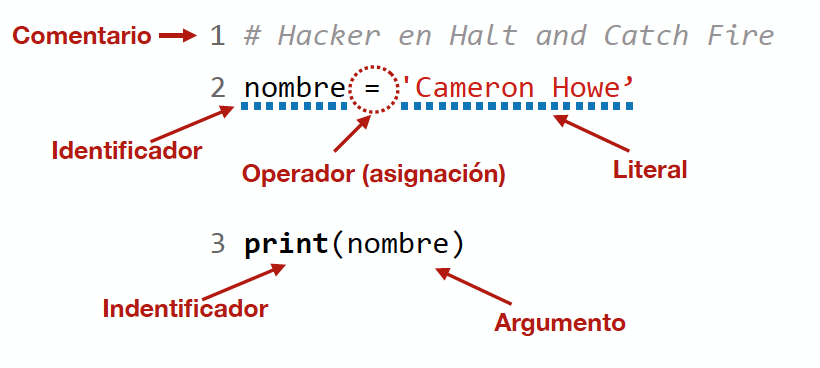 Comentario 1 # Hacker en Halt and Catch Fire
2 nombre = 'Cameron Howe’
Identificador
Operador (asignación)
Literal
3 print(nombre)
Indentificador
Argumento